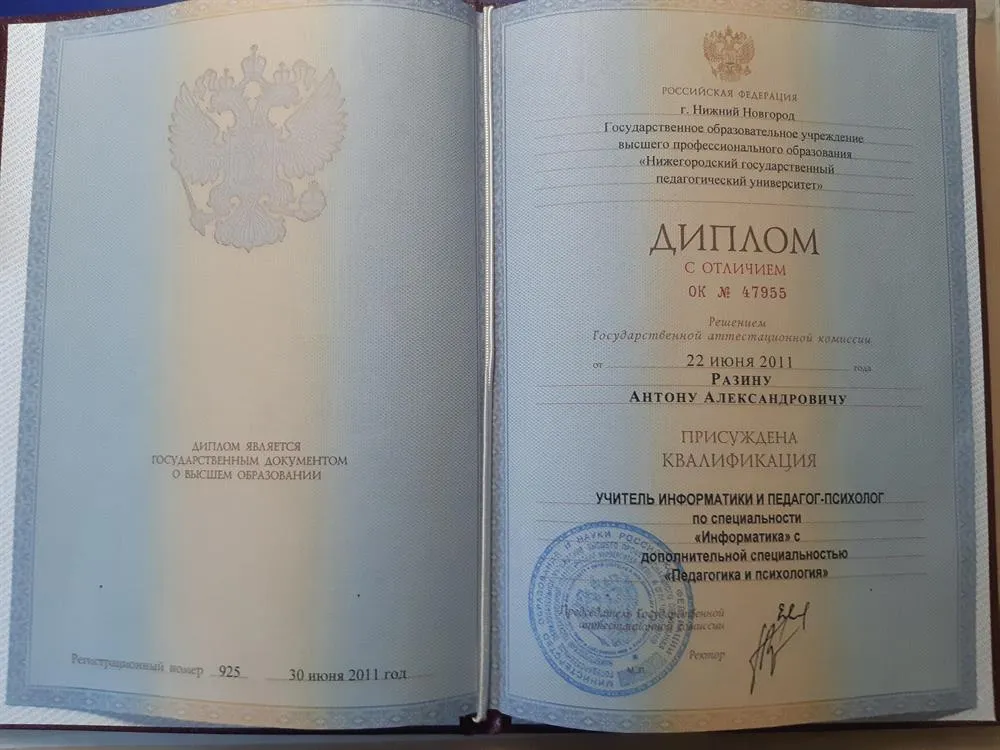 ДИПЛОМ ЯВЛЯЕТСЯ
ГОСУДАРСТВЕННЫМ ДОКУМЕНТОМ
О ВЫСШЕМ ОБРАЗОВАНИИ
Регистрационный номер 925 30 июня 2011 год
РОССИЙСКАЯ ФЕДЕРАЦИЯ
г. Нижний Новгород
Государственное образовательное учреждение
высшего профессионального образования
«Нижегородский государственный
педагогический университет»
ДИПЛОМ
С ОТЛИЧИЕМ
ОК № 47955
Решением
Государственной аттестационной комиссии
от 22 июня 2011 года
РАЗИНУ
АНТОНУ АЛЕКСАНДРОВИЧУ
ПРИСУЖДЕНА
КВАЛИФИКАЦИЯ
УЧИТЕЛЬ ИНФОРМАТИКИ И ПЕДАГОГ-ПСИХОЛОГ
по специальности
«Информатика» с
дополнительной специальностью
«Педагогика и психология»
Председатель Государственной
аттестационной комиссии
Ректор
М.П.